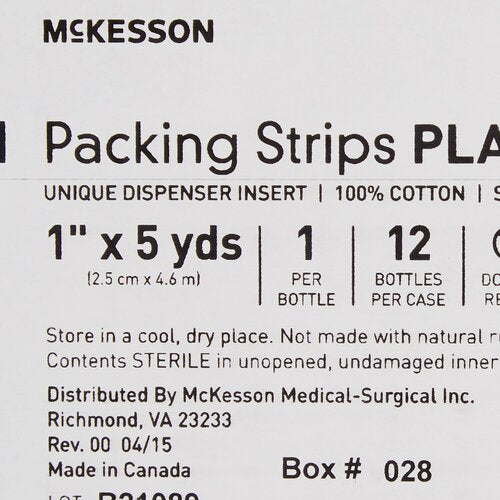 McKESSON
Packing Strips PLA
UNIQUE DISPENSER INSERT | 100% COTTON | S
1" x 5 yds | 1 | 12
(2.5 cm x 4.6 m) PER BOTTLES DO
BOTTLE PER CASE RE
Store in a cool, dry place. Not made with natural r
Contents STERILE in unopened, undamaged inner
Distributed By McKesson Medical-Surgical Inc.
Richmond, VA 23233
Rev. 00 04/15
Made in Canada Box # 028
LOT